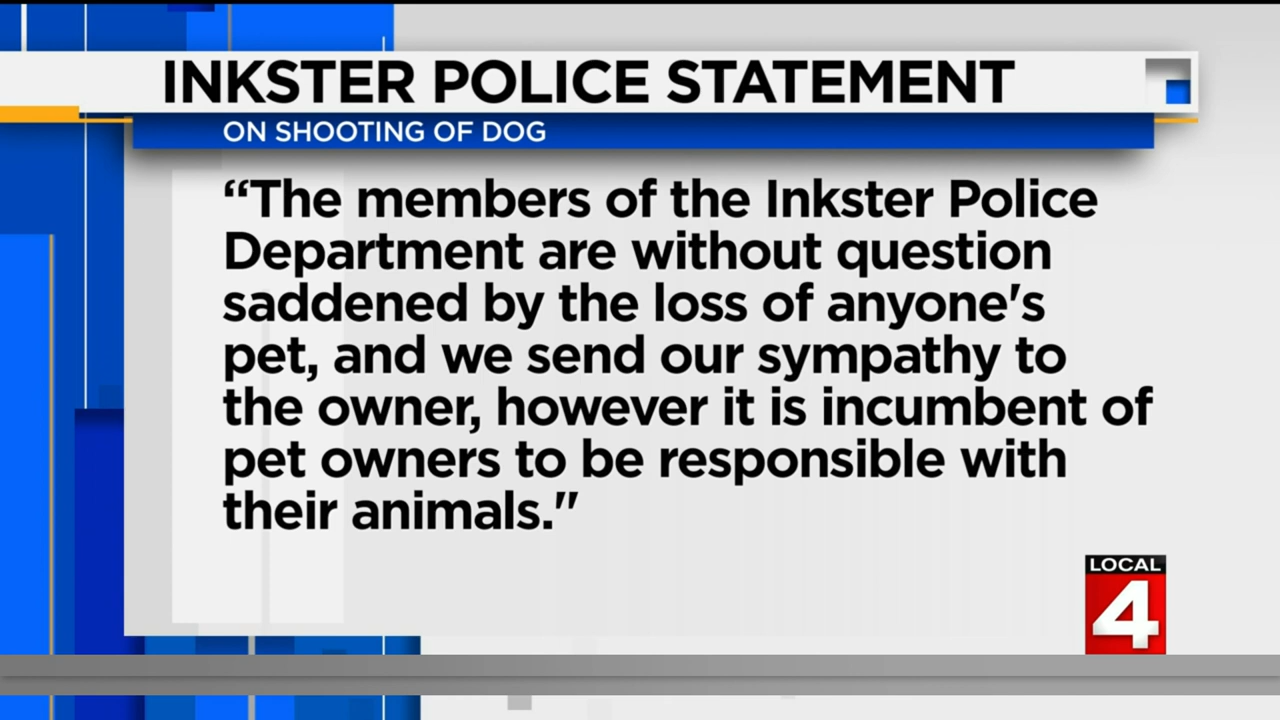 INKSTER POLICE STATEMENT
ON SHOOTING OF DOG
“The members of the Inkster Police
Department are without question
saddened by the loss of anyone's
pet, and we send our sympathy to
the owner, however it is incumbent of
pet owners to be responsible with
their animals."
LOCAL
4